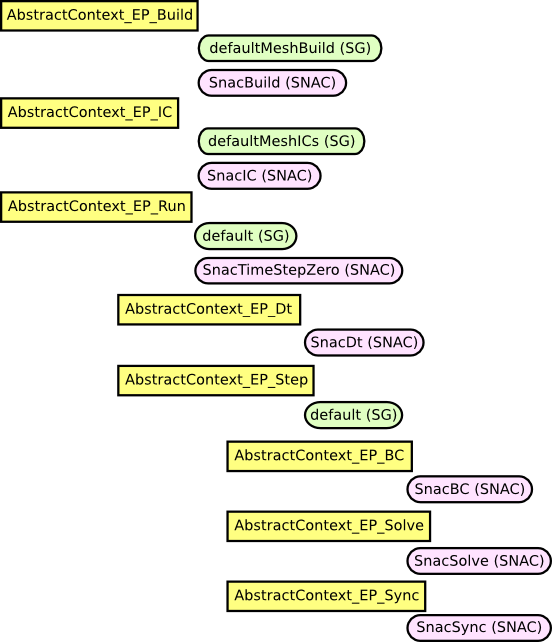 AbstractContext_EP_Build
defaultMeshBuild (SG)
SnacBuild (SNAC)
AbstractContext_EP_IC
defaultMeshICs (SG)
SnacIC (SNAC)
AbstractContext_EP_Run
default (SG)
SnacTimeStepZero (SNAC)
AbstractContext_EP_Dt
SnacDt (SNAC)
AbstractContext_EP_Step
default (SG)
AbstractContext_EP_BC
SnacBC (SNAC)
AbstractContext_EP_Solve
SnacSolve (SNAC)
AbstractContext_EP_Sync
SnacSync (SNAC)